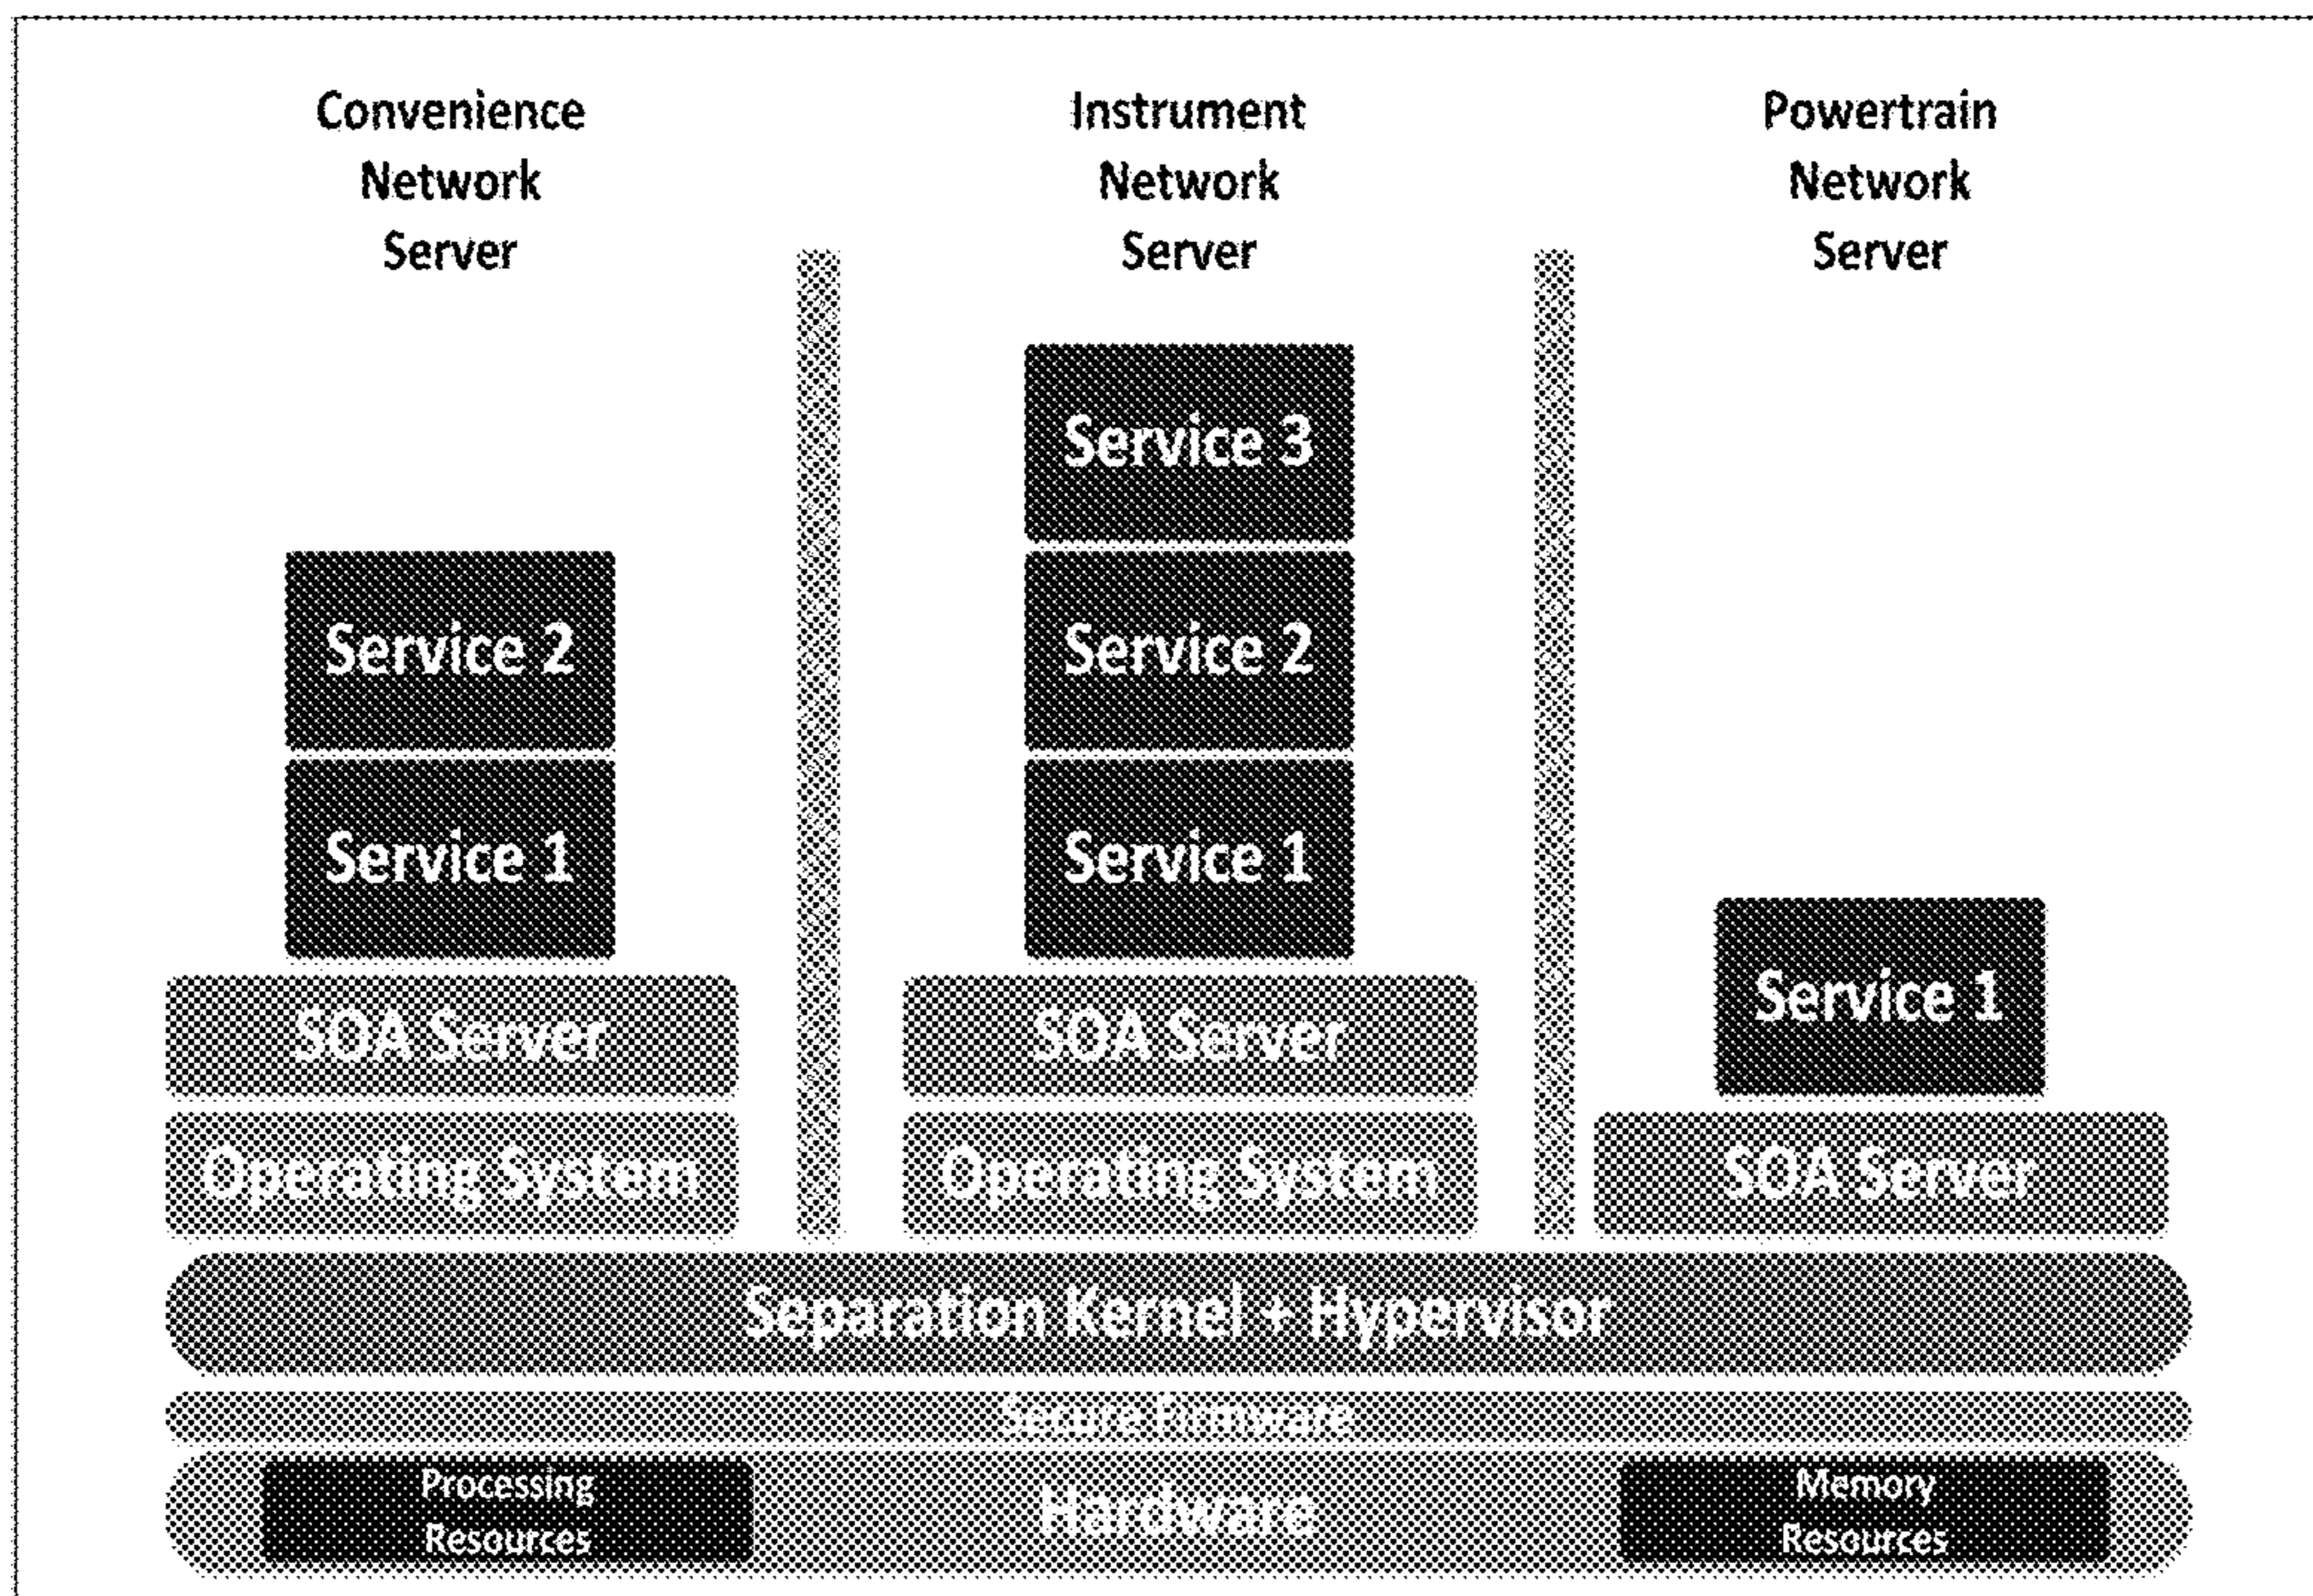 Convenience
Network
Server
Instrument
Network
Server
Powertrain
Network
Server
Service 3
Service 2
Service 2
Service 1
Service 1
Service 1
SOA Server
SOA Server
Operating System
Operating System
SOA Server
Separation Kernel + Hypervisor
Secure Firmware
Processing
Resources
Hardware
Memory
Resources